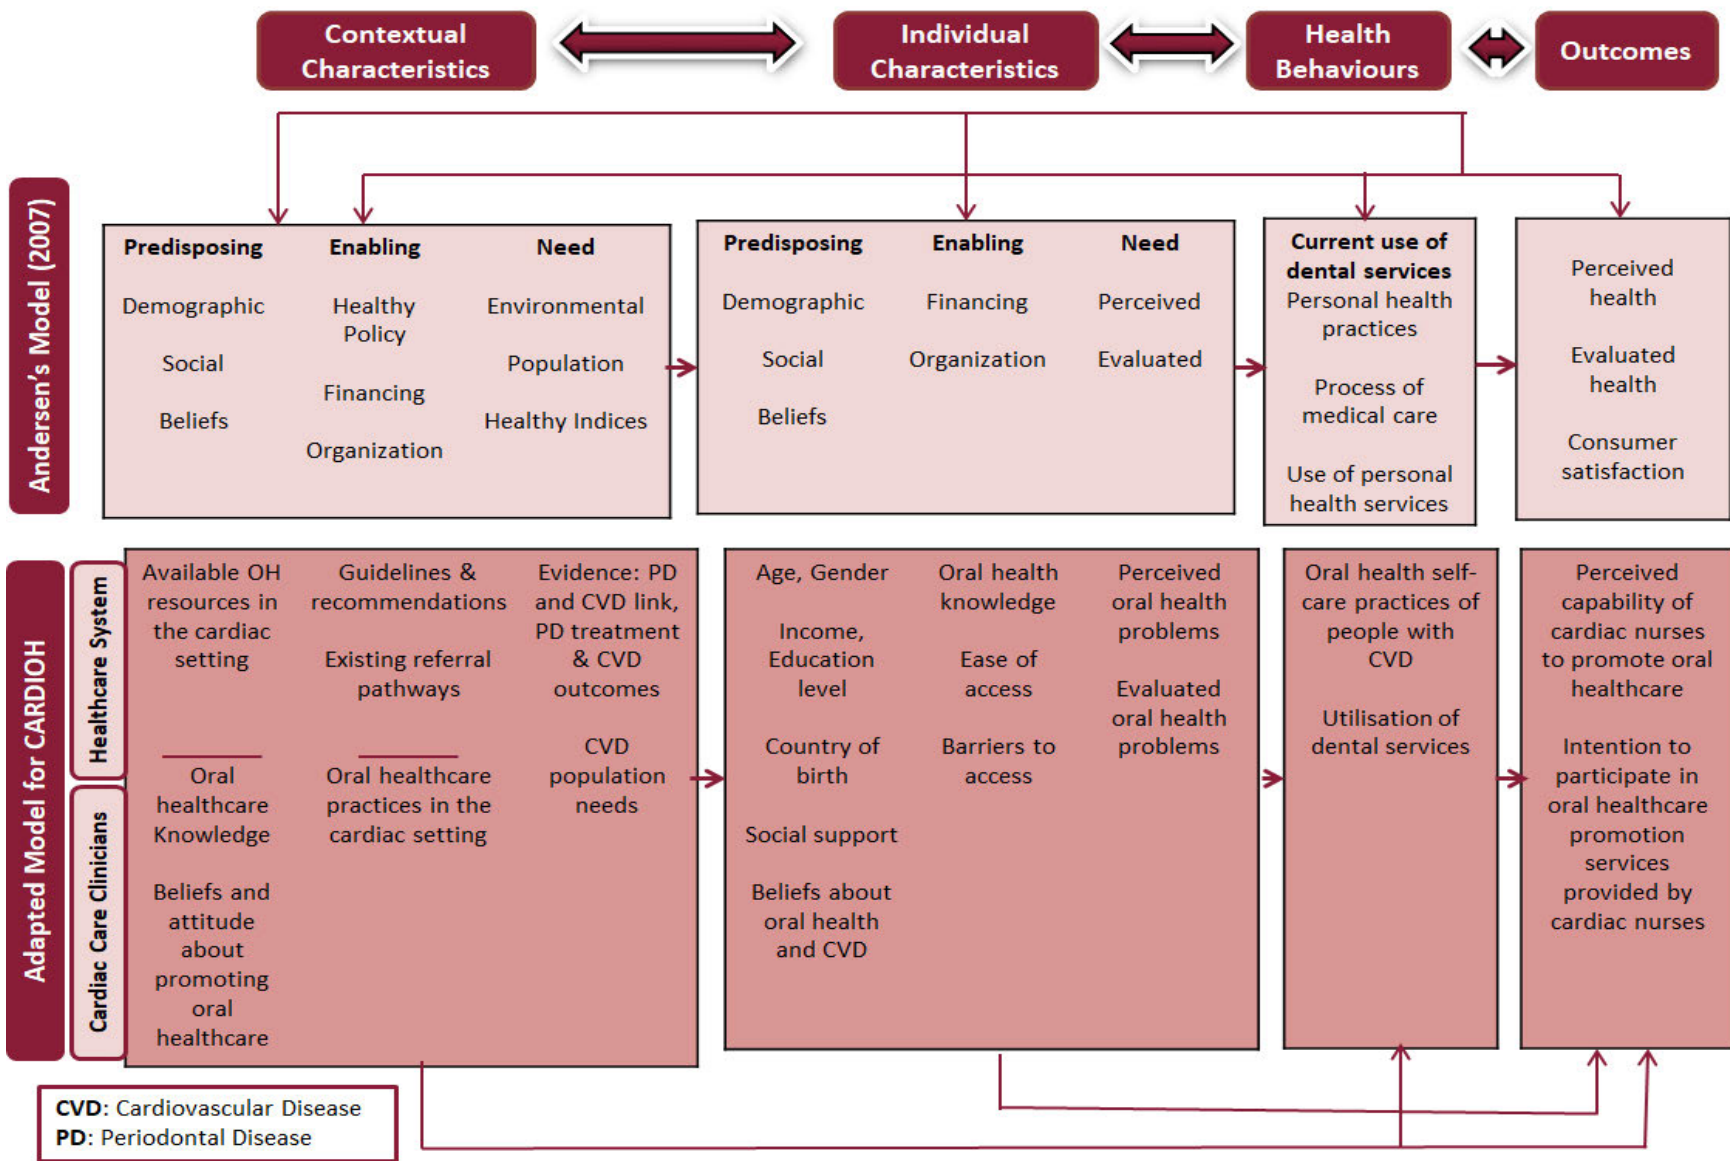 Contextual
Characteristics
Individual
Characteristics
Health
Behaviours
Outcomes
Andersen's Model (2007)
Predisposing
Demographic
Social
Beliefs
Enabling
Healthy
Policy
Financing
Organization
Need
Environmental
Population
Healthy Indices
Predisposing
Demographic
Social
Beliefs
Enabling
Financing
Organization
Need
Perceived
Evaluated
Current use of
dental services
Personal health
practices
Process of
medical care
Use of personal
health services
Perceived
health
Evaluated
health
Consumer
satisfaction
Adapted Model for CARDIOH
Healthcare System
Cardiac Care Clinicians
Available OH
resources in
the cardiac
setting
Oral
healthcare
Knowledge
Beliefs and
attitude
about
promoting
oral
healthcare
Guidelines &
recommendations
Existing referral
pathways
Oral healthcare
practices in the
cardiac setting
Evidence: PD
and CVD link,
PD treatment
& CVD
outcomes
CVD
population
needs
Age, Gender
Income,
Education
level
Country of
birth
Social support
Beliefs about
oral health
and CVD
Oral health
knowledge
Ease of
access
Barriers to
access
Perceived
oral health
problems
Evaluated
oral health
problems
Oral health self-
care practices of
people with
CVD
Utilisation of
dental services
Perceived
capability of
cardiac nurses
to promote oral
healthcare
Intention to
participate in
oral healthcare
promotion
services
provided by
cardiac nurses
CVD: Cardiovascular Disease
PD: Periodontal Disease